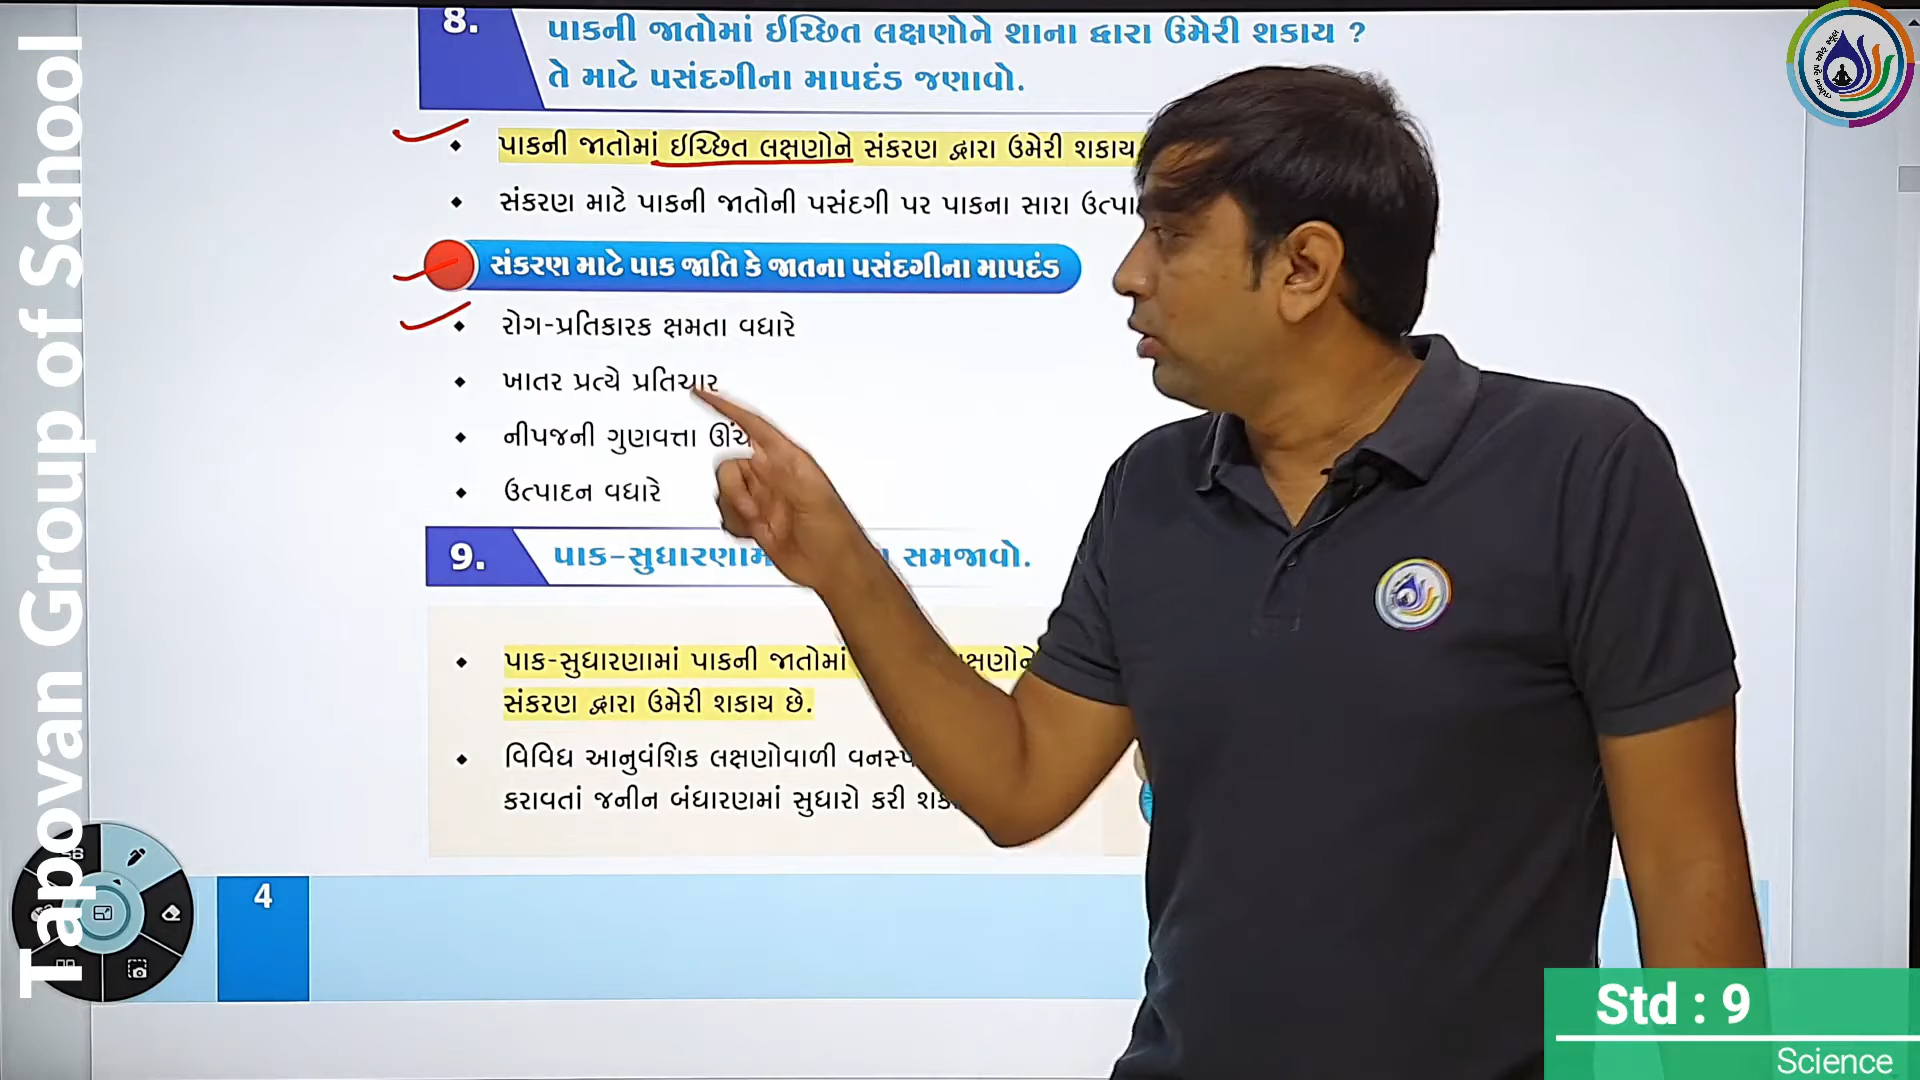 8. પાકની જાતોમાં ઈચ્છિત લક્ષણોને શાના દ્વારા ઉમેરી શકાય ?
તે માટે પસંદગીના માપદંડ જણાવો.
પાકની જાતોમાં ઇચ્છિત લક્ષણોને સંકરણ દ્વારા ઉમેરી શકાય
સંકરણ માટે પાકની જાતોની પસંદગી પર પાકના સારા
સંકરણ માટે પાક જાતિ કે જાતના પસંદગીના માપદંડ
રોગ-પ્રતિકારક ક્ષમતા વધારે
ખાતર પ્રત્યે પ્રતિચાર
નીપજની ગુણવત્તા
ઉત્પાદન વધારે
9. સમજાવો.
પાક-સુધારણામાં પાકની જાતોમાં
સંકરણ દ્વારા ઉમેરી શકાય છે.
વિવિધ આનુવંશિક લક્ષણોવાળી
કરાવતાં જનીન બંધારણમાં સુધારો કરી
4
Tapovan Group of School
Std : 9
Science